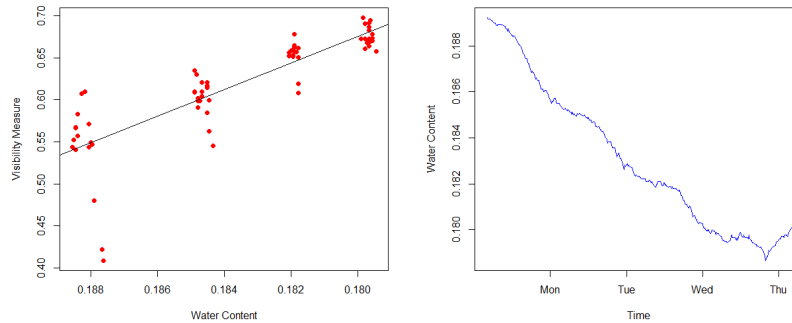 0.70
0.65
0.60
0.55
0.50
0.45
0.40
Visibility Measure
0.188 0.186 0.184 0.182 0.180
Water Content
0.188
0.186
0.184
0.182
0.180
Water Content
Mon Tue Wed Thu
Time